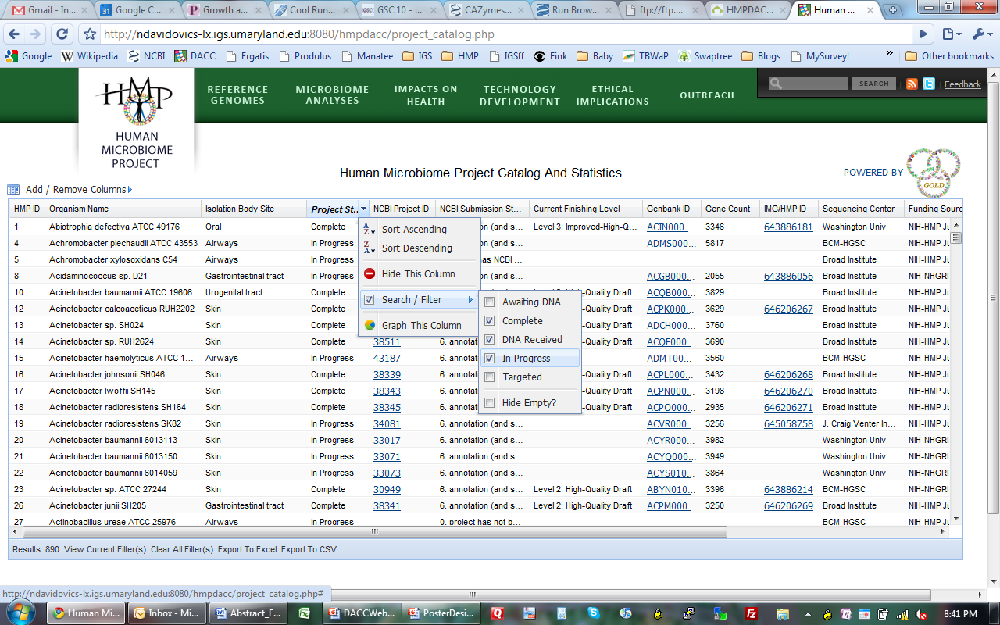 Gmail - In...
Google C...
Growth a...
Cool Run...
GSC 10 - ...
CAZymes...
Run Brow...
ftp://ftp....
HMPDAC...
Human ...
http://ndavidovics-lx.igs.umaryland.edu:8080/hmpdacc/project_catalog.php
Google Wikipedia NCBI DACC Ergatis Produlus Manatee IGS HMP IGSff Fink Baby TBWaP Swaptree Blogs MySurvey! » Other bookmarks
HMP
HUMAN
MICROBIOME
PROJECT
REFERENCE
GENOMES
MICROBIOME
ANALYSES
IMPACTS ON
HEALTH
TECHNOLOGY
DEVELOPMENT
ETHICAL
IMPLICATIONS
OUTREACH
SEARCH
Feedback
Human Microbiome Project Catalog And Statistics
POWERED BY
GOLD
Add / Remove Columns
HMP ID Organism Name Isolation Body Site Project St... NCBI Project ID NCBI Submission St... Current Finishing Level Genbank ID Gene Count IMG/HMP ID Sequencing Center Funding Sourc
1 Abiotrophia defectiva ATCC 49176 Oral Complete (and s... Level 3: Improved-High-Q... ACIN000... 3346 643886181 Washington Univ NIH-HMP Ju
4 Achromobacter piechaudii ATCC 43553 Airways In Progress (and s... ADMS000... 5817 BCM-HGSC NIH-HMP Ju
5 Achromobacter xylosoxidans C54 Airways In Progress has NCBI ... Broad Institute NIH-HMP Ju
8 Acidaminococcus sp. D21 Gastrointestinal tract In Progress (and s... ACGB000... 2055 643886056 Broad Institute NIH-NHGRI
10 Acinetobacter baumannii ATCC 19606 Urogenital tract Complete -Quality Draft ACQB000... 3829 Broad Institute NIH-HMP Ju
12 Acinetobacter calcoaceticus RUH2202 Skin Complete -Quality Draft ACPK000... 3629 646206267 Broad Institute NIH-HMP Ju
13 Acinetobacter sp. SH024 Skin Complete -Quality Draft ADCH000... 3760 Broad Institute NIH-HMP Ju
14 Acinetobacter sp. RUH2624 Skin Complete 38511 6. annotation -Quality Draft ACQF000... 3690 Broad Institute NIH-HMP Ju
15 Acinetobacter haemolyticus ATCC 1... Airways In Progress 43187 6. annotation ADMT00... 3560 BCM-HGSC NIH-HMP Ju
16 Acinetobacter johnsonii SH046 Skin Complete 38339 6. annotation -Quality Draft ACPL000... 3432 646206268 Broad Institute NIH-HMP Ju
17 Acinetobacter lwoffii SH145 Skin Complete 38343 6. annotation -Quality Draft ACPN000... 3198 646206270 Broad Institute NIH-HMP Ju
18 Acinetobacter radioresistens SH164 Skin Complete 38345 6. annotation -Quality Draft ACPO000... 2935 646206271 Broad Institute NIH-HMP Ju
19 Acinetobacter radioresistens SK82 Skin In Progress 34081 6. annotation (and s... ACVR000... 3256 645058758 J. Craig Venter In... NIH-HMP Ju
20 Acinetobacter baumannii 6013113 Skin In Progress 33017 6. annotation (and s... ACYR000... 3982 Washington Univ NIH-NHGRI
21 Acinetobacter baumannii 6013150 Skin In Progress 33071 6. annotation (and s... ACYQ000... 3949 Washington Univ NIH-NHGRI
22 Acinetobacter baumannii 6014059 Skin In Progress 33073 6. annotation (and s... ACYS010... 3864 Washington Univ NIH-NHGRI
23 Acinetobacter sp. ATCC 27244 Skin Complete 30949 6. annotation (and s... Level 2: High-Quality Draft ABYN010... 3396 643886214 BCM-HGSC NIH-HMP Ju
26 Acinetobacter junii SH205 Gastrointestinal tract Complete 38341 6. annotation (and s... Level 2: High-Quality Draft ACPM000... 3250 646206269 Broad Institute NIH-HMP Ju
27 Actinobacillus ureae ATCC 25976 Airways In Progress 0. project has not b... BCM-HGSC NIH-HMP Ju
Sort Ascending
Sort Descending
Hide This Column
Search / Filter
Graph This Column
Awaiting DNA
Complete
DNA Received
In Progress
Targeted
Hide Empty?
Results: 890 View Current Filter(s) Clear All Filter(s) Export To Excel Export To CSV
http://ndavidovics-lx.igs.umaryland.edu:8080/hmpdacc/project_catalog.php#
Human Mi...
Inbox - Mi...
Abstract_F...
DACCWeb...
PosterDesi...
8:41 PM